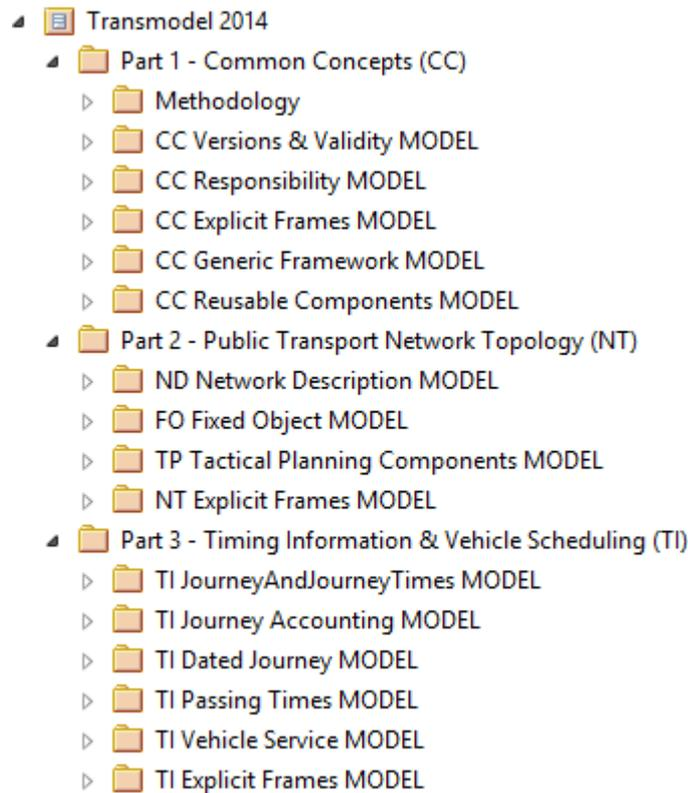 Transmodel 2014
Part 1 - Common Concepts (CC)
Methodology
CC Versions & Validity MODEL
CC Responsibility MODEL
CC Explicit Frames MODEL
CC Generic Framework MODEL
CC Reusable Components MODEL
Part 2 - Public Transport Network Topology (NT)
ND Network Description MODEL
FO Fixed Object MODEL
TP Tactical Planning Components MODEL
NT Explicit Frames MODEL
Part 3 - Timing Information & Vehicle Scheduling (TI)
TI JourneyAndJourneyTimes MODEL
TI Journey Accounting MODEL
TI Dated Journey MODEL
TI Passing Times MODEL
TI Vehicle Service MODEL
TI Explicit Frames MODEL